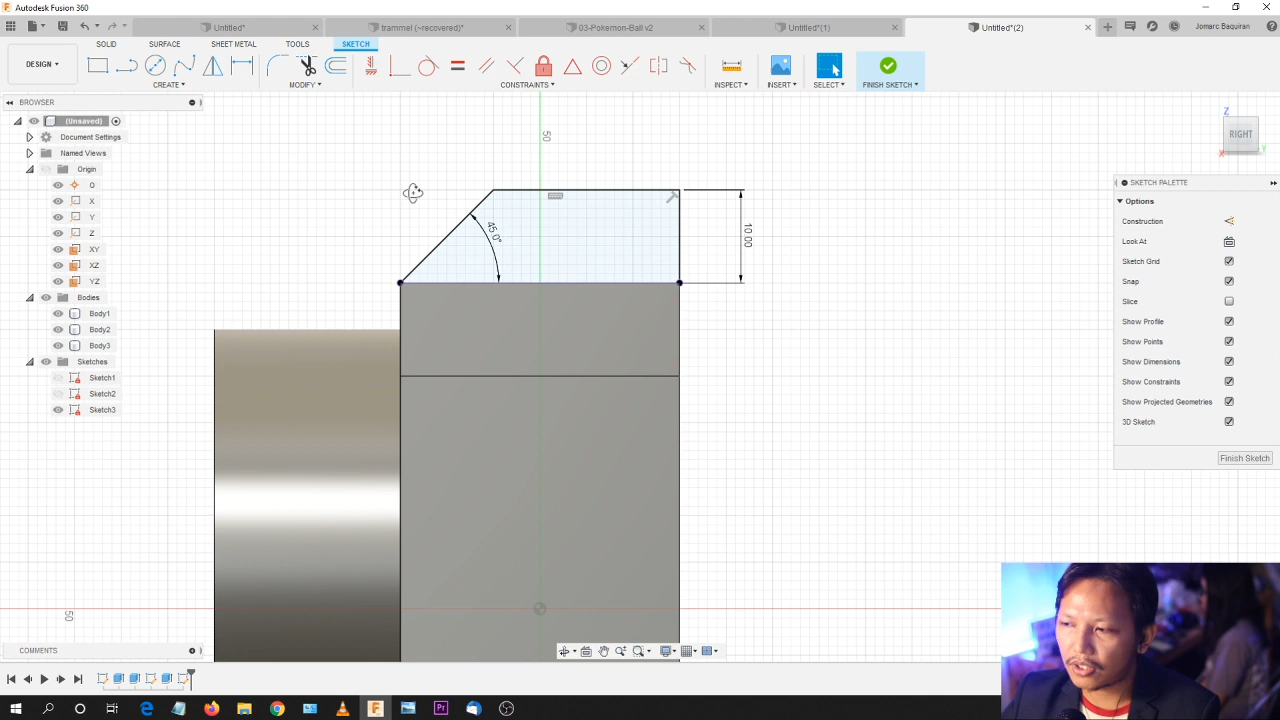 Autodesk Fusion 360
Untitled*
trammel (~recovered)*
03-Pokemon-Ball v2
Untitled*(1)
Untitled*(2)
Jomarc Baquiran
SOLID
SURFACE
SHEET METAL
TOOLS
SKETCH
DESIGN
CREATE
MODIFY
CONSTRAINTS
INSPECT
INSERT
SELECT
FINISH SKETCH
BROWSER
(Unsaved)
Document Settings
Named Views
Origin
O
X
Y
Z
XY
XZ
YZ
Bodies
Body1
Body2
Body3
Sketches
Sketch1
Sketch2
Sketch3
50
45.0°
10.00
50
Z
RIGHT
X
Y
SKETCH PALETTE
Options
Construction
Look At
Sketch Grid
Snap
Slice
Show Profile
Show Points
Show Dimensions
Show Constraints
Show Projected Geometries
3D Sketch
Finish Sketch
COMMENTS